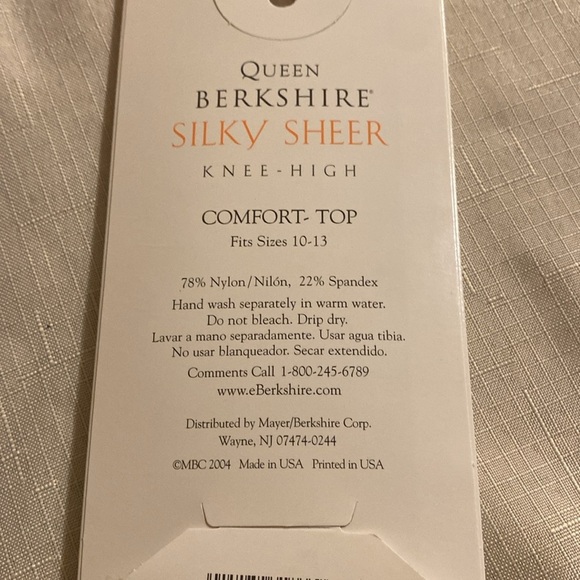 QUEEN
BERKSHIRE®
SILKY SHEER
KNEE-HIGH
COMFORT- TOP
Fits Sizes 10-13
78% Nylon/Nilón, 22% Spandex
Hand wash separately in warm water.
Do not bleach. Drip dry.
Lavar a mano separadamente. Usar agua tibia.
No usar blanqueador. Secar extendido.
Comments Call 1-800-245-6789
www.eBerkshire.com
Distributed by Mayer/Berkshire Corp.
Wayne, NJ 07474-0244
©MBC 2004 Made in USA Printed in USA